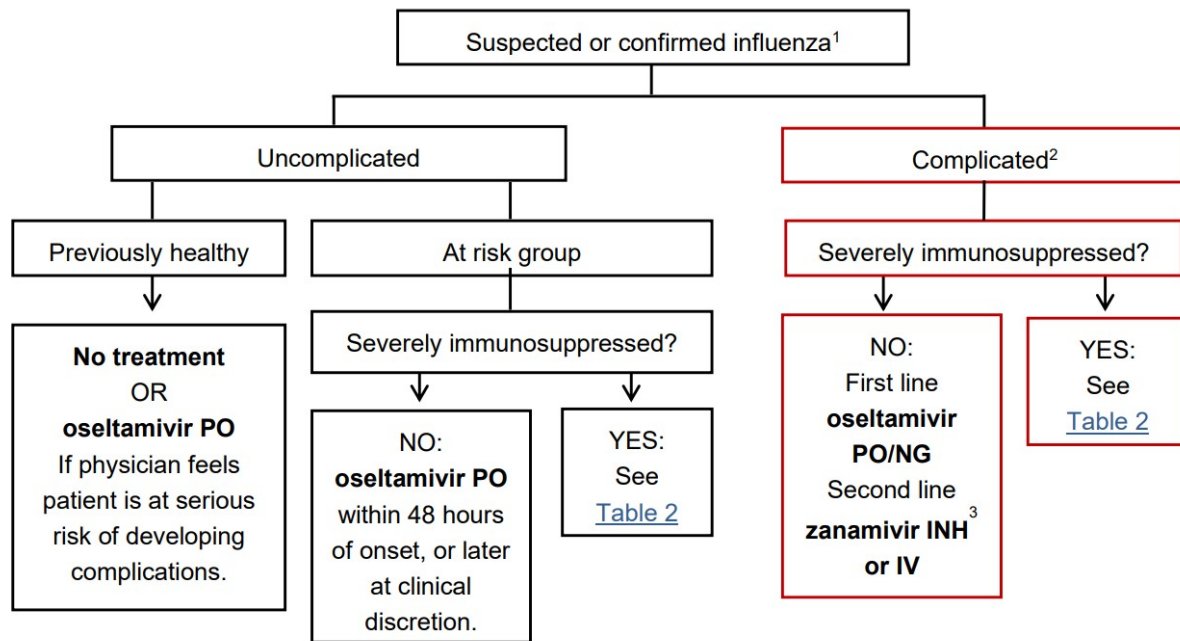 Suspected or confirmed influenza¹
Uncomplicated
Complicated²
Previously healthy
At risk group
Severely immunosuppressed?
No treatment
OR
oseltamivir PO
If physician feels
patient is at serious
risk of developing
complications.
Severely immunosuppressed?
NO:
oseltamivir PO
within 48 hours
of onset, or later
at clinical
discretion.
YES:
See
Table 2
NO:
First line
oseltamivir
PO/NG
Second line
zanamivir INH³
or IV
YES:
See
Table 2